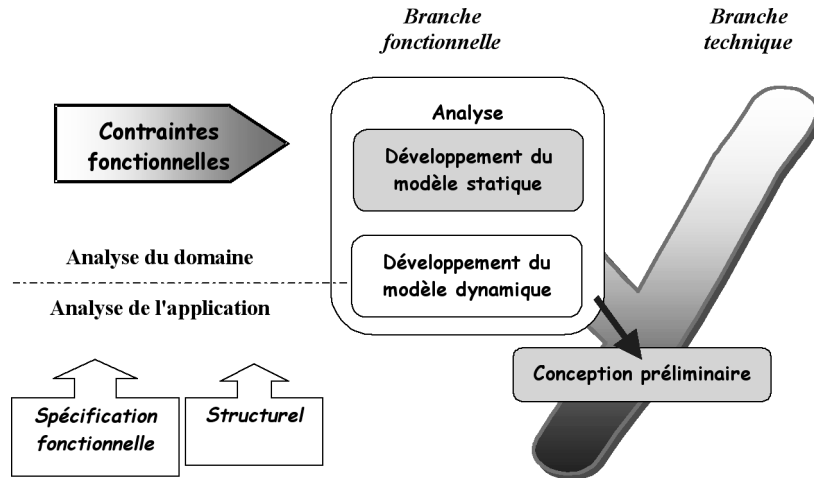 Branche
fonctionnelle
Branche
technique
Contraintes
fonctionnelles
Analyse
Développement du
modèle statique
Analyse du domaine
Développement du
modèle dynamique
Analyse de l'application
Conception préliminaire
Spécification
fonctionnelle
Structurel